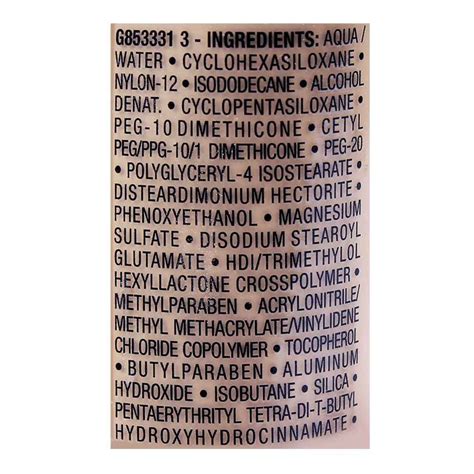 G853331 3 - INGREDIENTS: AQUA/
WATER • CYCLOHEXASILOXANE •
NYLON-12 • ISODODECANE • ALCOHOL
DENAT. • CYCLOPENTASILOXANE •
PEG-10 DIMETHICONE • CETYL
PEG/PPG-10/1 DIMETHICONE • PEG-20
• POLYGLYCERYL-4 ISOSTEARATE •
DISTEARDIMONIUM HECTORITE •
PHENOXYETHANOL • MAGNESIUM
SULFATE • DISODIUM STEAROYL
GLUTAMATE • HDI/TRIMETHYLOL
HEXYLLACTONE CROSSPOLYMER •
METHYLPARABEN • ACRYLONITRILE/
METHYL METHACRYLATE/VINYLIDENE
CHLORIDE COPOLYMER • TOCOPHEROL
• BUTYLPARABEN • ALUMINUM
HYDROXIDE • ISOBUTANE • SILICA •
PENTAERYTHRITYL TETRA-DI-T-BUTYL
HYDROXYHYDROCINNAMATE •